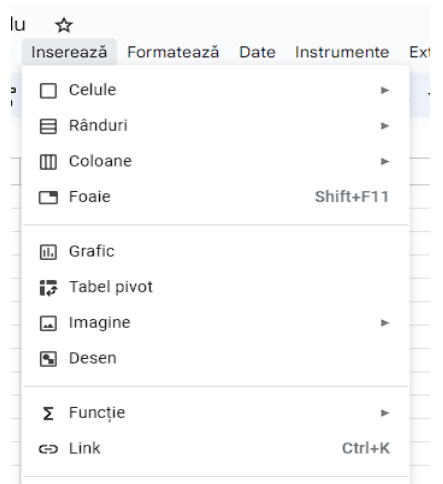 lu
Inserează Formatează Date Instrumente Ext
Celule
Rânduri
Coloane
Foaie Shift+F11
Grafic
Tabel pivot
Imagine
Desen
Funcție
Link Ctrl+K